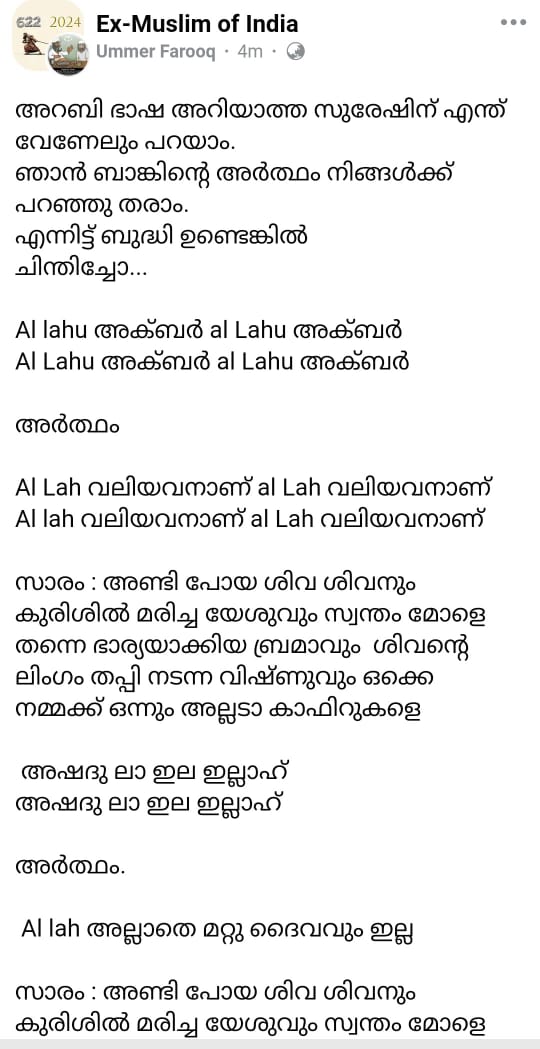 622 2024
Ex-Muslim of India
Ummer Farooq · 4m ·
അറബി ഭാഷ അറിയാത്ത സുരേഷിന് എന്ത്
വേണേലും പറയാം.
ഞാൻ ബാങ്കിന്റെ അർത്ഥം നിങ്ങൾക്ക്
പറഞ്ഞു തരാം.
എന്നിട്ട് ബുദ്ധി ഉണ്ടെങ്കിൽ
ചിന്തിച്ചോ...
Al lahu അക്ബർ al Lahu അക്ബർ
Al Lahu അക്ബർ al Lahu അക്ബർ
അർത്ഥം
Al Lah വലിയവനാണ് al Lah വലിയവനാണ്
Al lah വലിയവനാണ് al Lah വലിയവനാണ്
സാരം : അണ്ടി പോയ ശിവ ശിവനും
കുരിശിൽ മരിച്ച യേശുവും സ്വന്തം മോളെ
തന്നെ ഭാര്യയാക്കിയ ബ്രമാവും ശിവന്റെ
ലിംഗം തപ്പി നടന്ന വിഷ്ണുവും ഒക്കെ
നമ്മക്ക് ഒന്നും അല്ലടാ കാഫിറുകളെ
അഷദു ലാ ഇല ഇല്ലാഹ്
അഷദു ലാ ഇല ഇല്ലാഹ്
അർത്ഥം.
Al lah അല്ലാതെ മറ്റു ദൈവവും ഇല്ല
സാരം : അണ്ടി പോയ ശിവ ശിവനും
കുരിശിൽ മരിച്ച യേശുവും സ്വന്തം മോളെ